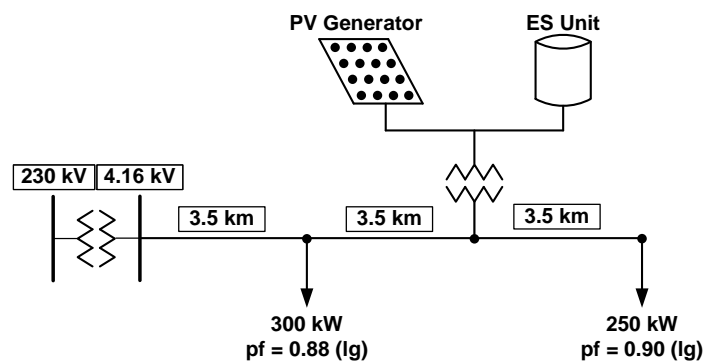 PV Generator
ES Unit
230 kV
4.16 kV
3.5 km
3.5 km
3.5 km
300 kW
pf = 0.88 (lg)
250 kW
pf = 0.90 (lg)